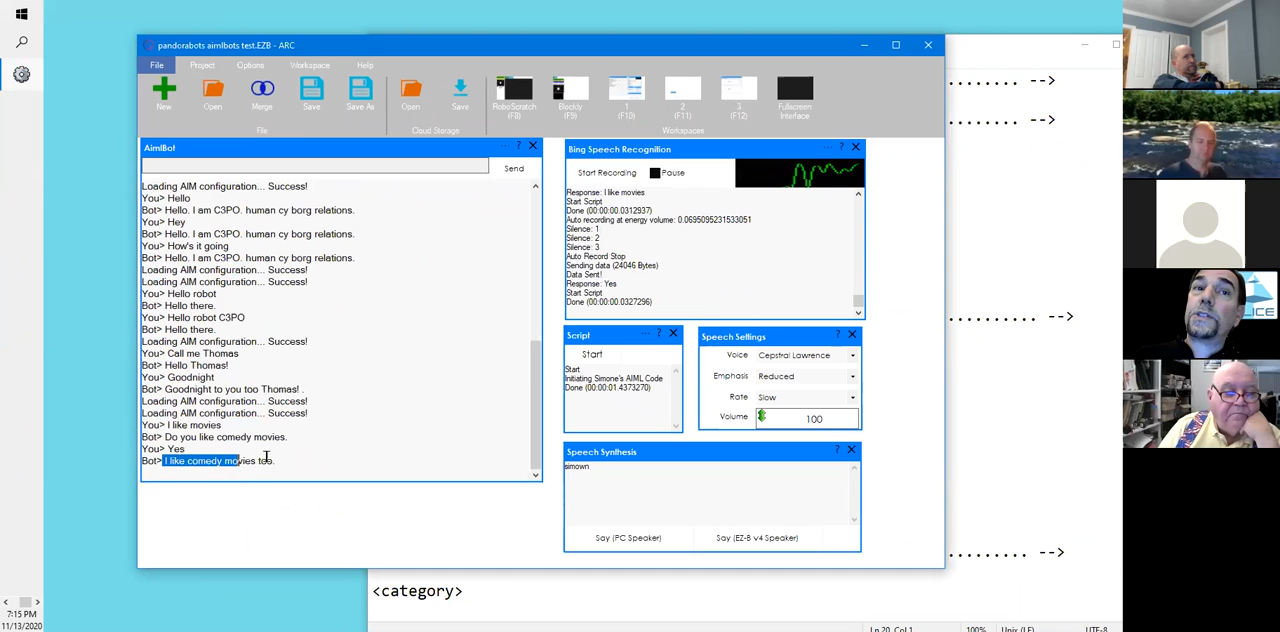 pandorabots aimlbots test.EZB - ARC
File Project Options Workspace Help
New Open Merge Save Save As Open Save RoboScratch (F8) Blockly (F9) 1 (F10) 2 (F11) 3 (F12) Fullscreen Interface
File Cloud Storage Workspaces
AimlBot
Send
Loading AIM configuration... Success!
You> Hello
Bot> Hello. I am C3PO. human cy borg relations.
You> Hey
Bot> Hello. I am C3PO. human cy borg relations.
You> How's it going
Bot> Hello. I am C3PO. human cy borg relations.
Loading AIM configuration... Success!
Loading AIM configuration... Success!
You> Hello robot
Bot> Hello there.
You> Hello robot C3PO
Bot> Hello there.
Loading AIM configuration... Success!
You> Call me Thomas
Bot> Hello Thomas!
You> Goodnight
Bot> Goodnight to you too Thomas! .
Loading AIM configuration... Success!
Loading AIM configuration... Success!
You> I like movies
Bot> Do you like comedy movies.
You> Yes
Bot> I like comedy movies too.
Bing Speech Recognition
Start Recording Pause
Response: I like movies
Start Script
Done (00:00:00.0312937)
Auto recording at energy volume: 0.0695095231533051
Silence: 1
Silence: 2
Silence: 3
Auto Record Stop
Sending data (24046 Bytes)
Data Sent!
Response: Yes
Start Script
Done (00:00:00.0327296)
Script
Start
Start
Initiating Simone's AIML Code
Done (00:00:01.4373270)
Speech Settings
Voice Cepstral Lawrence
Emphasis Reduced
Rate Slow
Volume 100
Speech Synthesis
simown
Say (PC Speaker) Say (EZ-B v4 Speaker)
......... -->
......... -->
.......... -->
......... -->
<category>
Ln 20, Col 1 100% Unix (LF) UTF-8
7:15 PM
11/13/2020
LICE